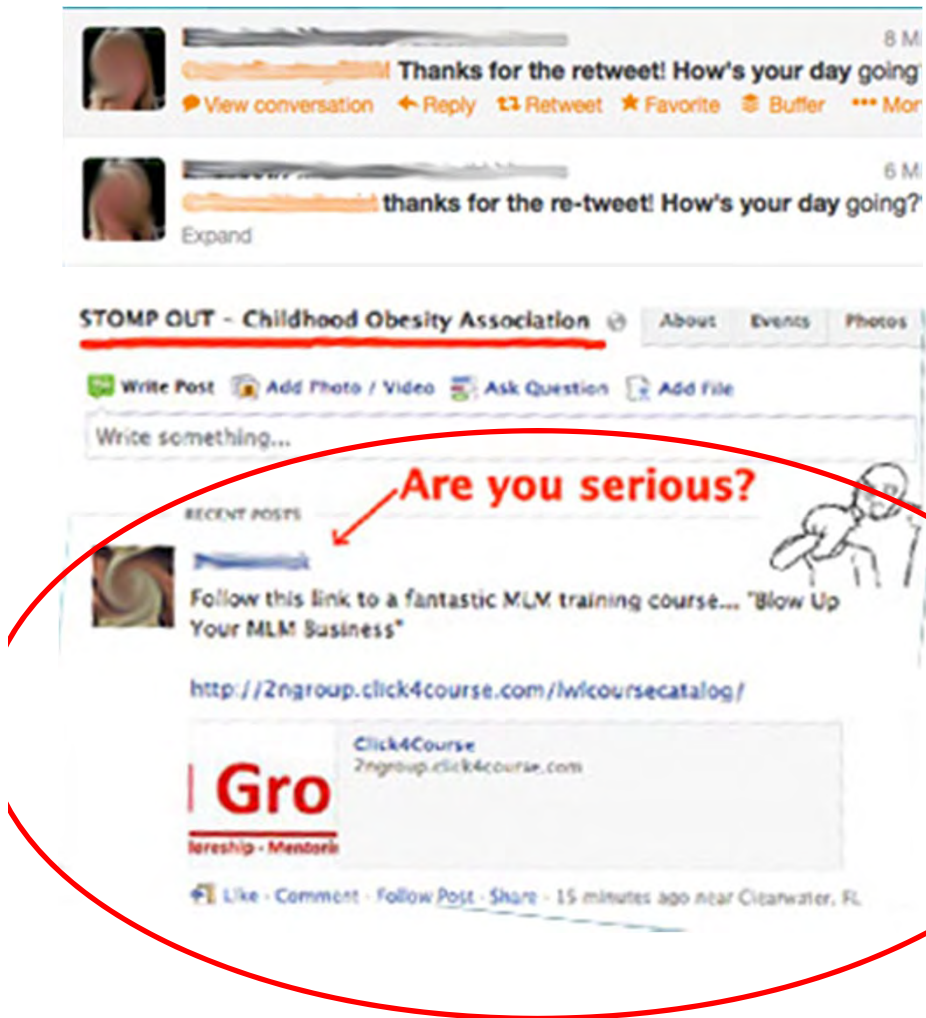 8 M
Thanks for the retweet! How's your day going?
View conversation Reply Retweet Favorite Buffer Mor
6 M
thanks for the re-tweet! How's your day going?
Expand
STOMP OUT - Childhood Obesity Association About Events Photos
Write Post Add Photo / Video Ask Question Add File
Write something...
Are you serious?
RECENT POSTS
Follow this link to a fantastic MLM training course... "Blow Up
Your MLM Business"
http://2ngroup.click4course.com/lwlcoursecatalog/
Click4Course
2ngroup.click4course.com
Gro
lereship - Mentorin
Like · Comment · Follow Post · Share · 15 minutes ago near Clearwater, FL